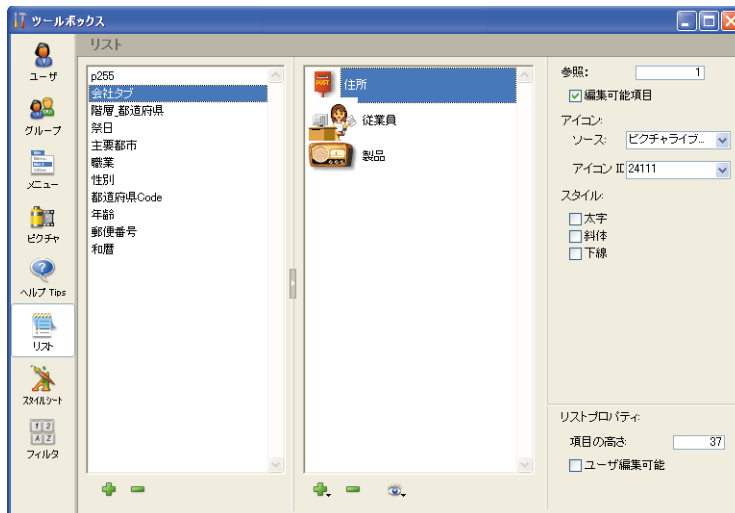 ツールボックス
リスト
ユーザ
グループ
メニュー
ピクチャ
ヘルプ Tips
リスト
スタイルシート
フィルタ
p255
会社タブ
階層_都道府県
祭日
主要都市
職業
性別
都道府県Code
年齢
郵便番号
和暦
POST
住所
従業員
製品
参照:
1
編集可能項目
アイコン:
ソース: ピクチャライブ...
アイコン ID 24111
スタイル:
太字
斜体
下線
リストプロパティ:
項目の高さ: 37
ユーザ編集可能